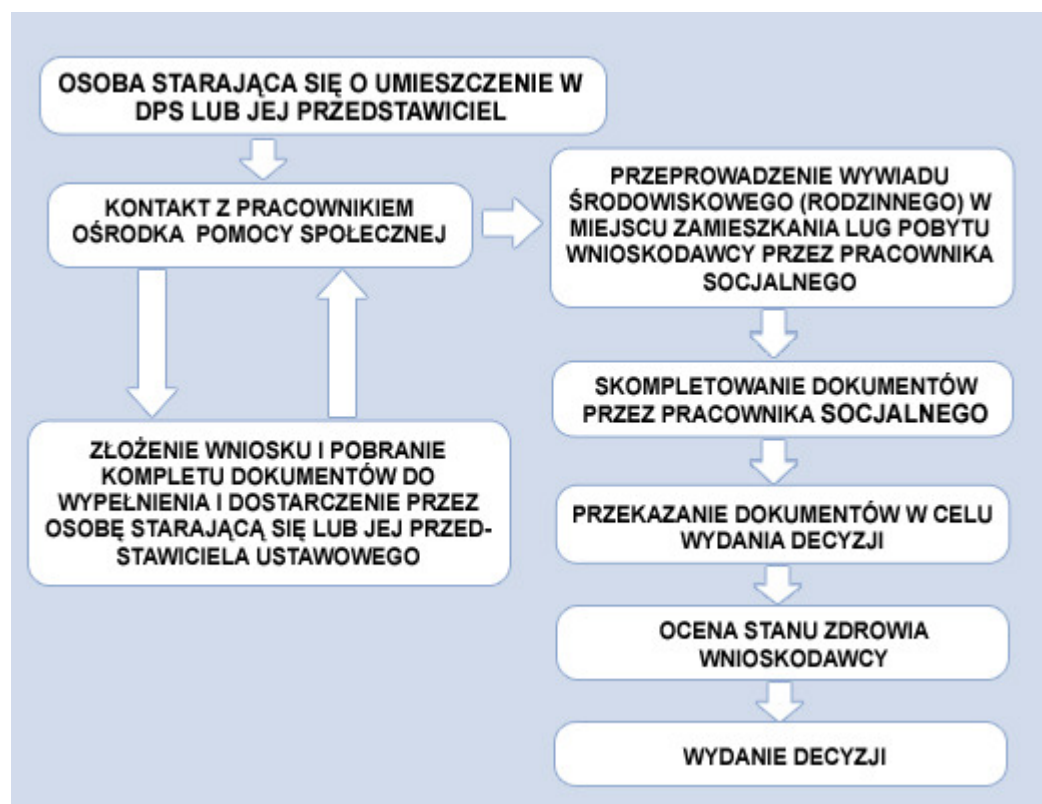 OSOBA STARAJĄCA SIĘ O UMIESZCZENIE W
DPS LUB JEJ PRZEDSTAWICIEL
KONTAKT Z PRACOWNIKIEM
OŚRODKA POMOCY SPOŁECZNEJ
ZŁOŻENIE WNIOSKU I POBRANIE
KOMPLETU DOKUMENTÓW DO
WYPEŁNIENIA I DOSTARCZENIE PRZEZ
OSOBĘ STARAJĄCĄ SIĘ LUB JEJ PRZED-
STAWICIELA USTAWOWEGO
PRZEPROWADZENIE WYWIADU
ŚRODOWISKOWEGO (RODZINNEGO) W
MIEJSCU ZAMIESZKANIA LUG POBYTU
WNIOSKODAWCY PRZEZ PRACOWNIKA
SOCJALNEGO
SKOMPLETOWANIE DOKUMENTÓW
PRZEZ PRACOWNIKA SOCJALNEGO
PRZEKAZANIE DOKUMENTÓW W CELU
WYDANIA DECYZJI
OCENA STANU ZDROWIA
WNIOSKODAWCY
WYDANIE DECYZJI